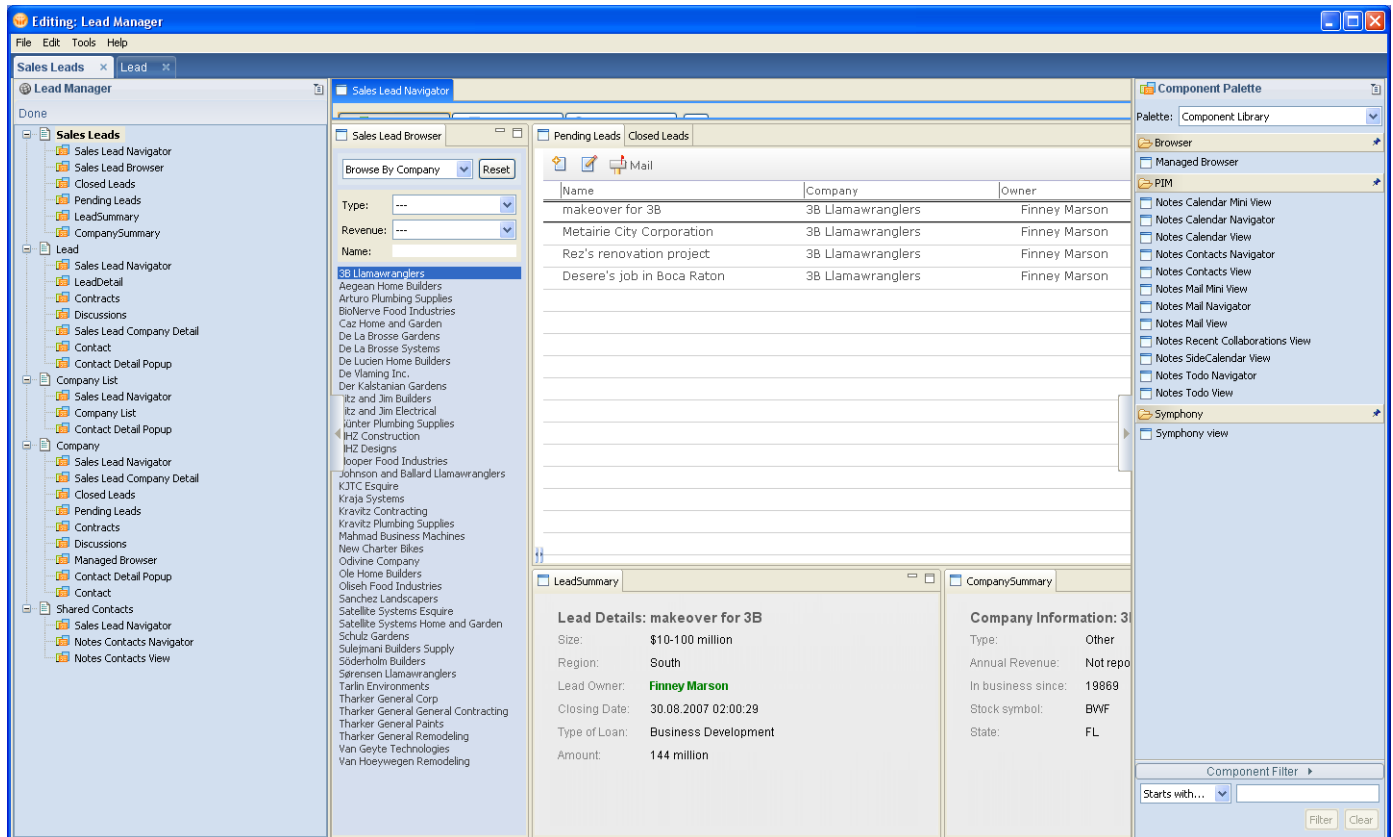 Editing: Lead Manager
File Edit Tools Help
Sales Leads Lead
Lead Manager
Done
Sales Leads
Sales Lead Navigator
Sales Lead Browser
Closed Leads
Pending Leads
LeadSummary
CompanySummary
Lead
Sales Lead Navigator
LeadDetail
Contracts
Discussions
Sales Lead Company Detail
Contact
Contact Detail Popup
Company List
Sales Lead Navigator
Company List
Contact Detail Popup
Company
Sales Lead Navigator
Sales Lead Company Detail
Closed Leads
Pending Leads
Contracts
Discussions
Managed Browser
Contact Detail Popup
Contact
Shared Contacts
Sales Lead Navigator
Notes Contacts Navigator
Notes Contacts View
Sales Lead Navigator
Sales Lead Browser
Browse By Company Reset
Type: ---
Revenue: ---
Name:
3B Llamawranglers
Aegean Home Builders
Arturo Plumbing Supplies
BioNerve Food Industries
Caz Home and Garden
De La Brosse Gardens
De La Brosse Systems
De Lucien Home Builders
De Vlaming Inc.
Der Kalstanian Gardens
itz and Jim Builders
itz and Jim Electrical
ünter Plumbing Supplies
HZ Construction
HZ Designs
ooper Food Industries
Johnson and Ballard Llamawranglers
KJTC Esquire
Kraja Systems
Kravitz Contracting
Kravitz Plumbing Supplies
Mahmad Business Machines
New Charter Bikes
Odivine Company
Ole Home Builders
Oliseh Food Industries
Sanchez Landscapers
Satellite Systems Esquire
Satellite Systems Home and Garden
Schulz Gardens
Sulejmani Builders Supply
Söderholm Builders
Sørensen Llamawranglers
Tarlin Environments
Tharker General Corp
Tharker General General Contracting
Tharker General Paints
Tharker General Remodeling
Van Geyte Technologies
Van Hoeywegen Remodeling
Pending Leads Closed Leads
Mail
Name Company Owner
makeover for 3B 3B Llamawranglers Finney Marson
Metairie City Corporation 3B Llamawranglers Finney Marson
Rez's renovation project 3B Llamawranglers Finney Marson
Desere's job in Boca Raton 3B Llamawranglers Finney Marson
LeadSummary
Lead Details: makeover for 3B
Size: $10-100 million
Region: South
Lead Owner: Finney Marson
Closing Date: 30.08.2007 02:00:29
Type of Loan: Business Development
Amount: 144 million
CompanySummary
Company Information: 3
Type: Other
Annual Revenue: Not repo
In business since: 19869
Stock symbol: BWF
State: FL
Component Palette
Palette: Component Library
Browser
Managed Browser
PIM
Notes Calendar Mini View
Notes Calendar Navigator
Notes Calendar View
Notes Contacts Navigator
Notes Contacts View
Notes Mail Mini View
Notes Mail Navigator
Notes Mail View
Notes Recent Collaborations View
Notes SideCalendar View
Notes Todo Navigator
Notes Todo View
Symphony
Symphony view
Component Filter
Starts with...
Filter Clear